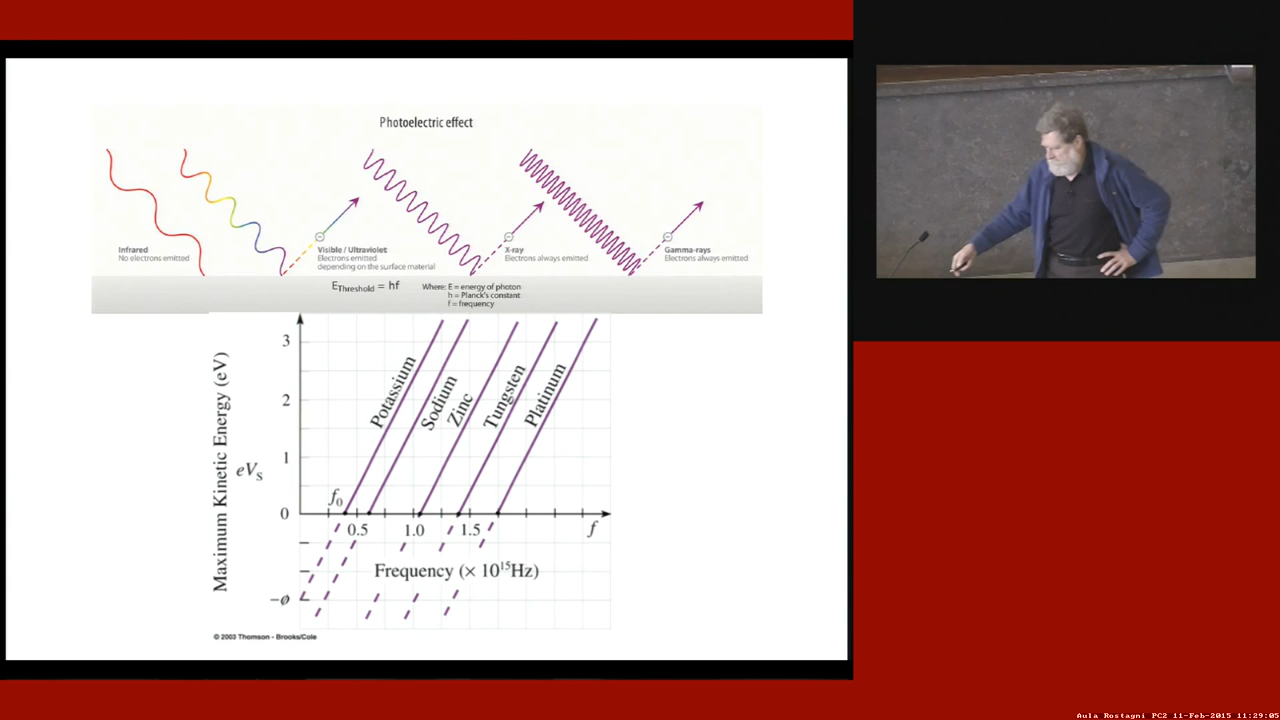 Photoelectric effect
Infrared
No electrons emitted
Visible / Ultraviolet
Electrons emitted
depending on the surface material
X-ray
Electrons always emitted
Gamma-rays
Electrons always emitted
EThreshold = hf
Where: E = energy of photon
h = Planck's constant
f = frequency
Maximum Kinetic Energy (eV)
eVS
3
2
1
0
-ø
Potassium
Sodium
Zinc
Tungsten
Platinum
f0
0.5
1.0
1.5
f
Frequency (× 10¹⁵Hz)
© 2003 Thomson - Brooks/Cole
Aula Rostagni PC2 11-Feb-2015 11:29:05